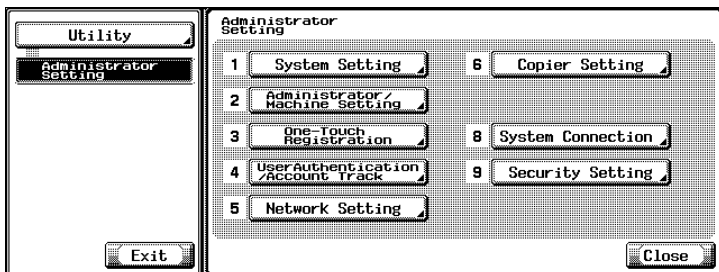 Utility
Administrator
Setting
Exit
Administrator
Setting
1 System Setting
2 Administrator/
Machine Setting
3 One-Touch
Registration
4 UserAuthentication
/Account Track
5 Network Setting
6 Copier Setting
8 System Connection
9 Security Setting
Close